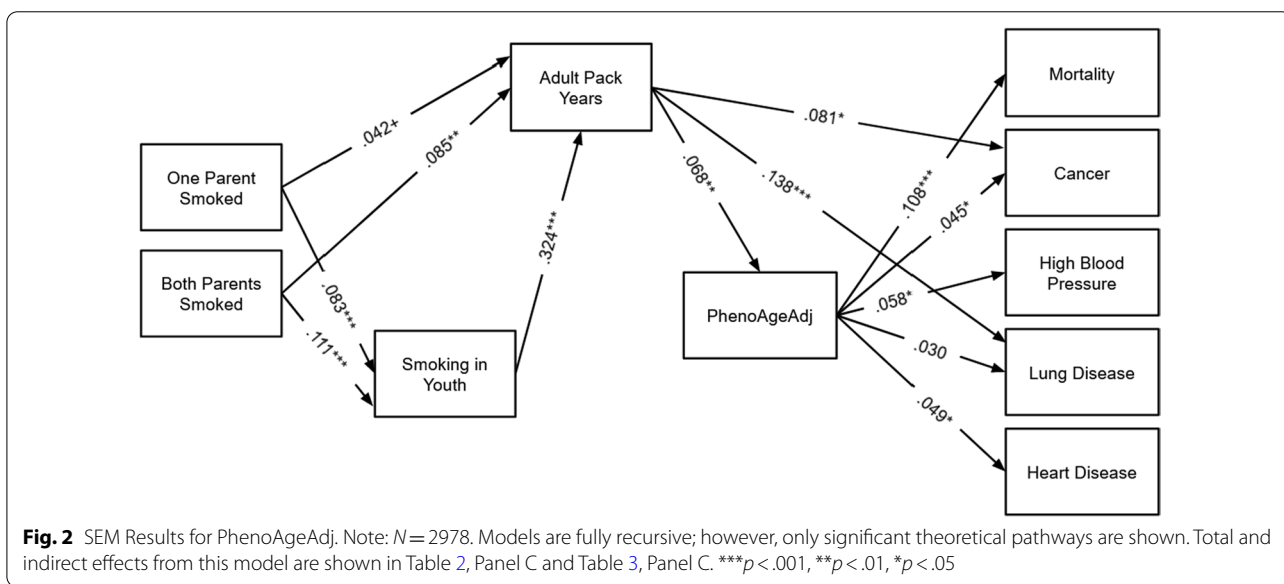 Mortality
Adult Pack
Years
.042+
.081*
Cancer
.085**
One Parent
Smoked
.068**
.138***
.108***
.045*
.324***
High Blood
Pressure
Both Parents
Smoked
.083***
.058*
PhenoAgeAdj
.111***
.030
Smoking in
Youth
Lung Disease
.049*
Heart Disease
Fig. 2 SEM Results for PhenoAgeAdj. Note: N = 2978. Models are fully recursive; however, only significant theoretical pathways are shown. Total and
indirect effects from this model are shown in Table 2, Panel C and Table 3, Panel C. ***p < .001, **p < .01, *p < .05